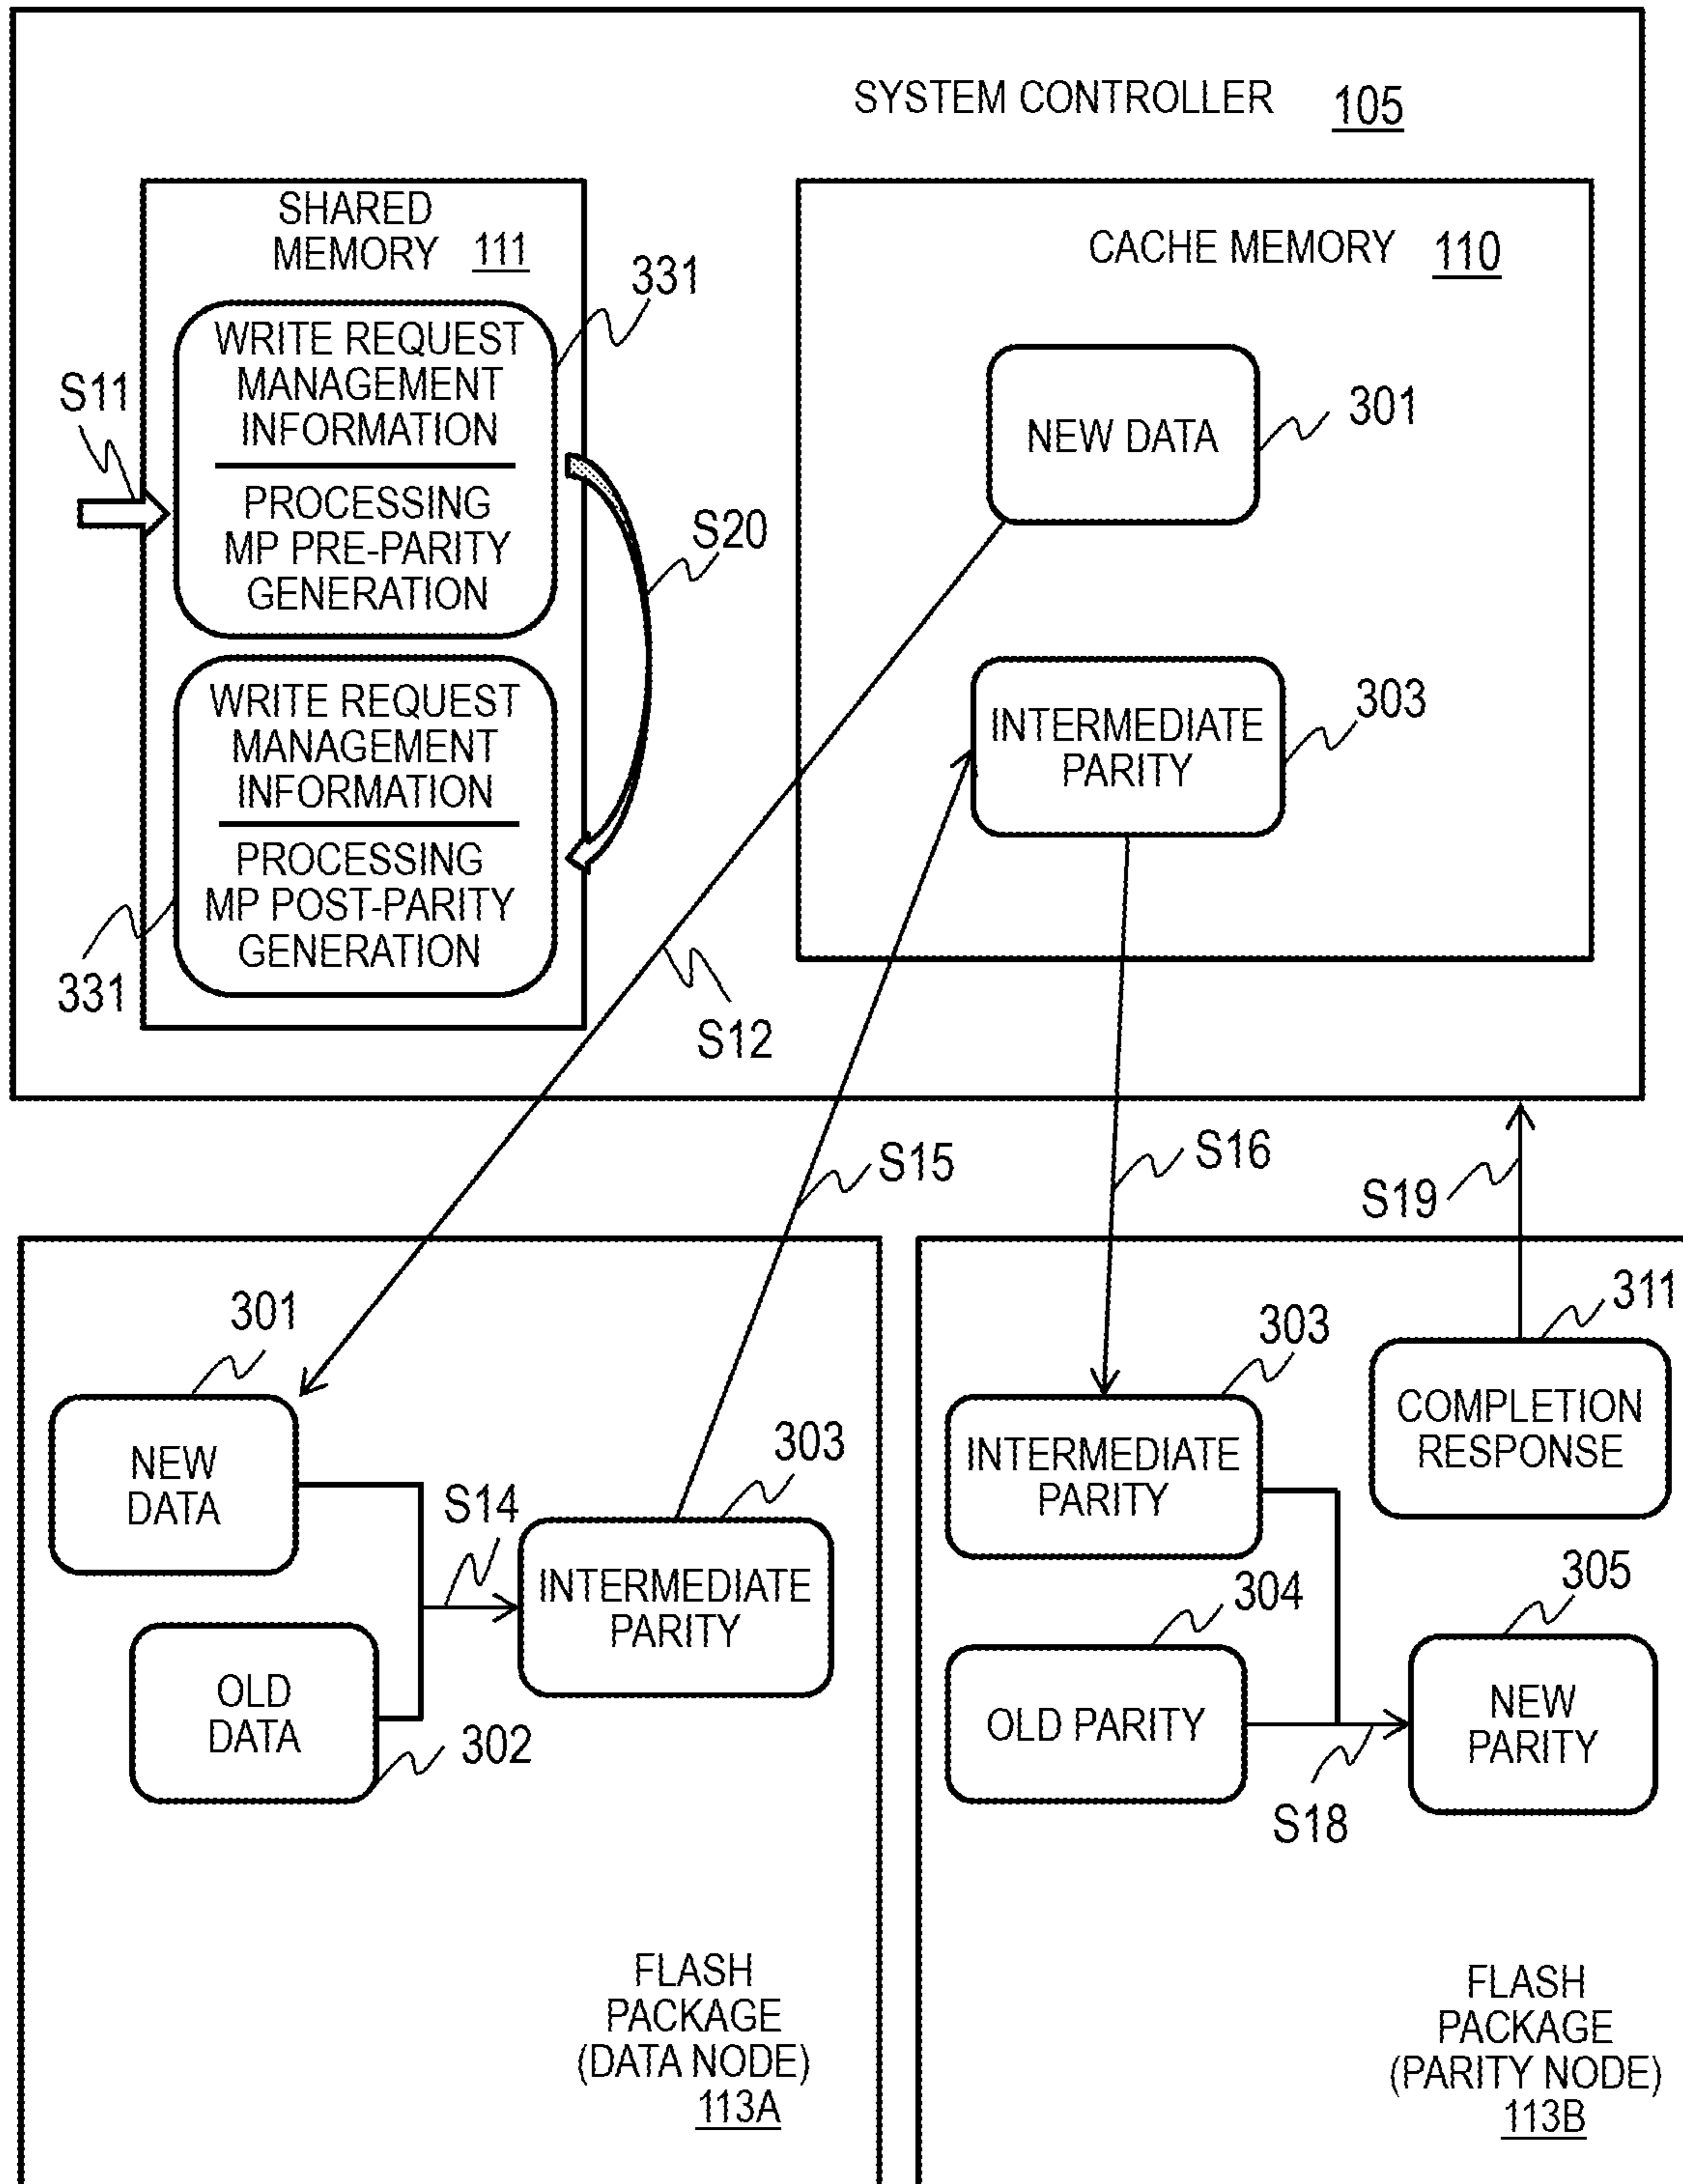 SYSTEM CONTROLLER 105
SHARED
MEMORY 111
331
WRITE REQUEST
MANAGEMENT
INFORMATION
PROCESSING
MP PRE-PARITY
GENERATION
S11
S20
WRITE REQUEST
MANAGEMENT
INFORMATION
PROCESSING
MP POST-PARITY
GENERATION
331
CACHE MEMORY 110
NEW DATA
301
INTERMEDIATE
PARITY
303
S12
S15
S16
S19
301
NEW
DATA
OLD
DATA
302
S14
303
INTERMEDIATE
PARITY
FLASH
PACKAGE
(DATA NODE)
113A
303
INTERMEDIATE
PARITY
311
COMPLETION
RESPONSE
304
OLD PARITY
305
NEW
PARITY
S18
FLASH
PACKAGE
(PARITY NODE)
113B